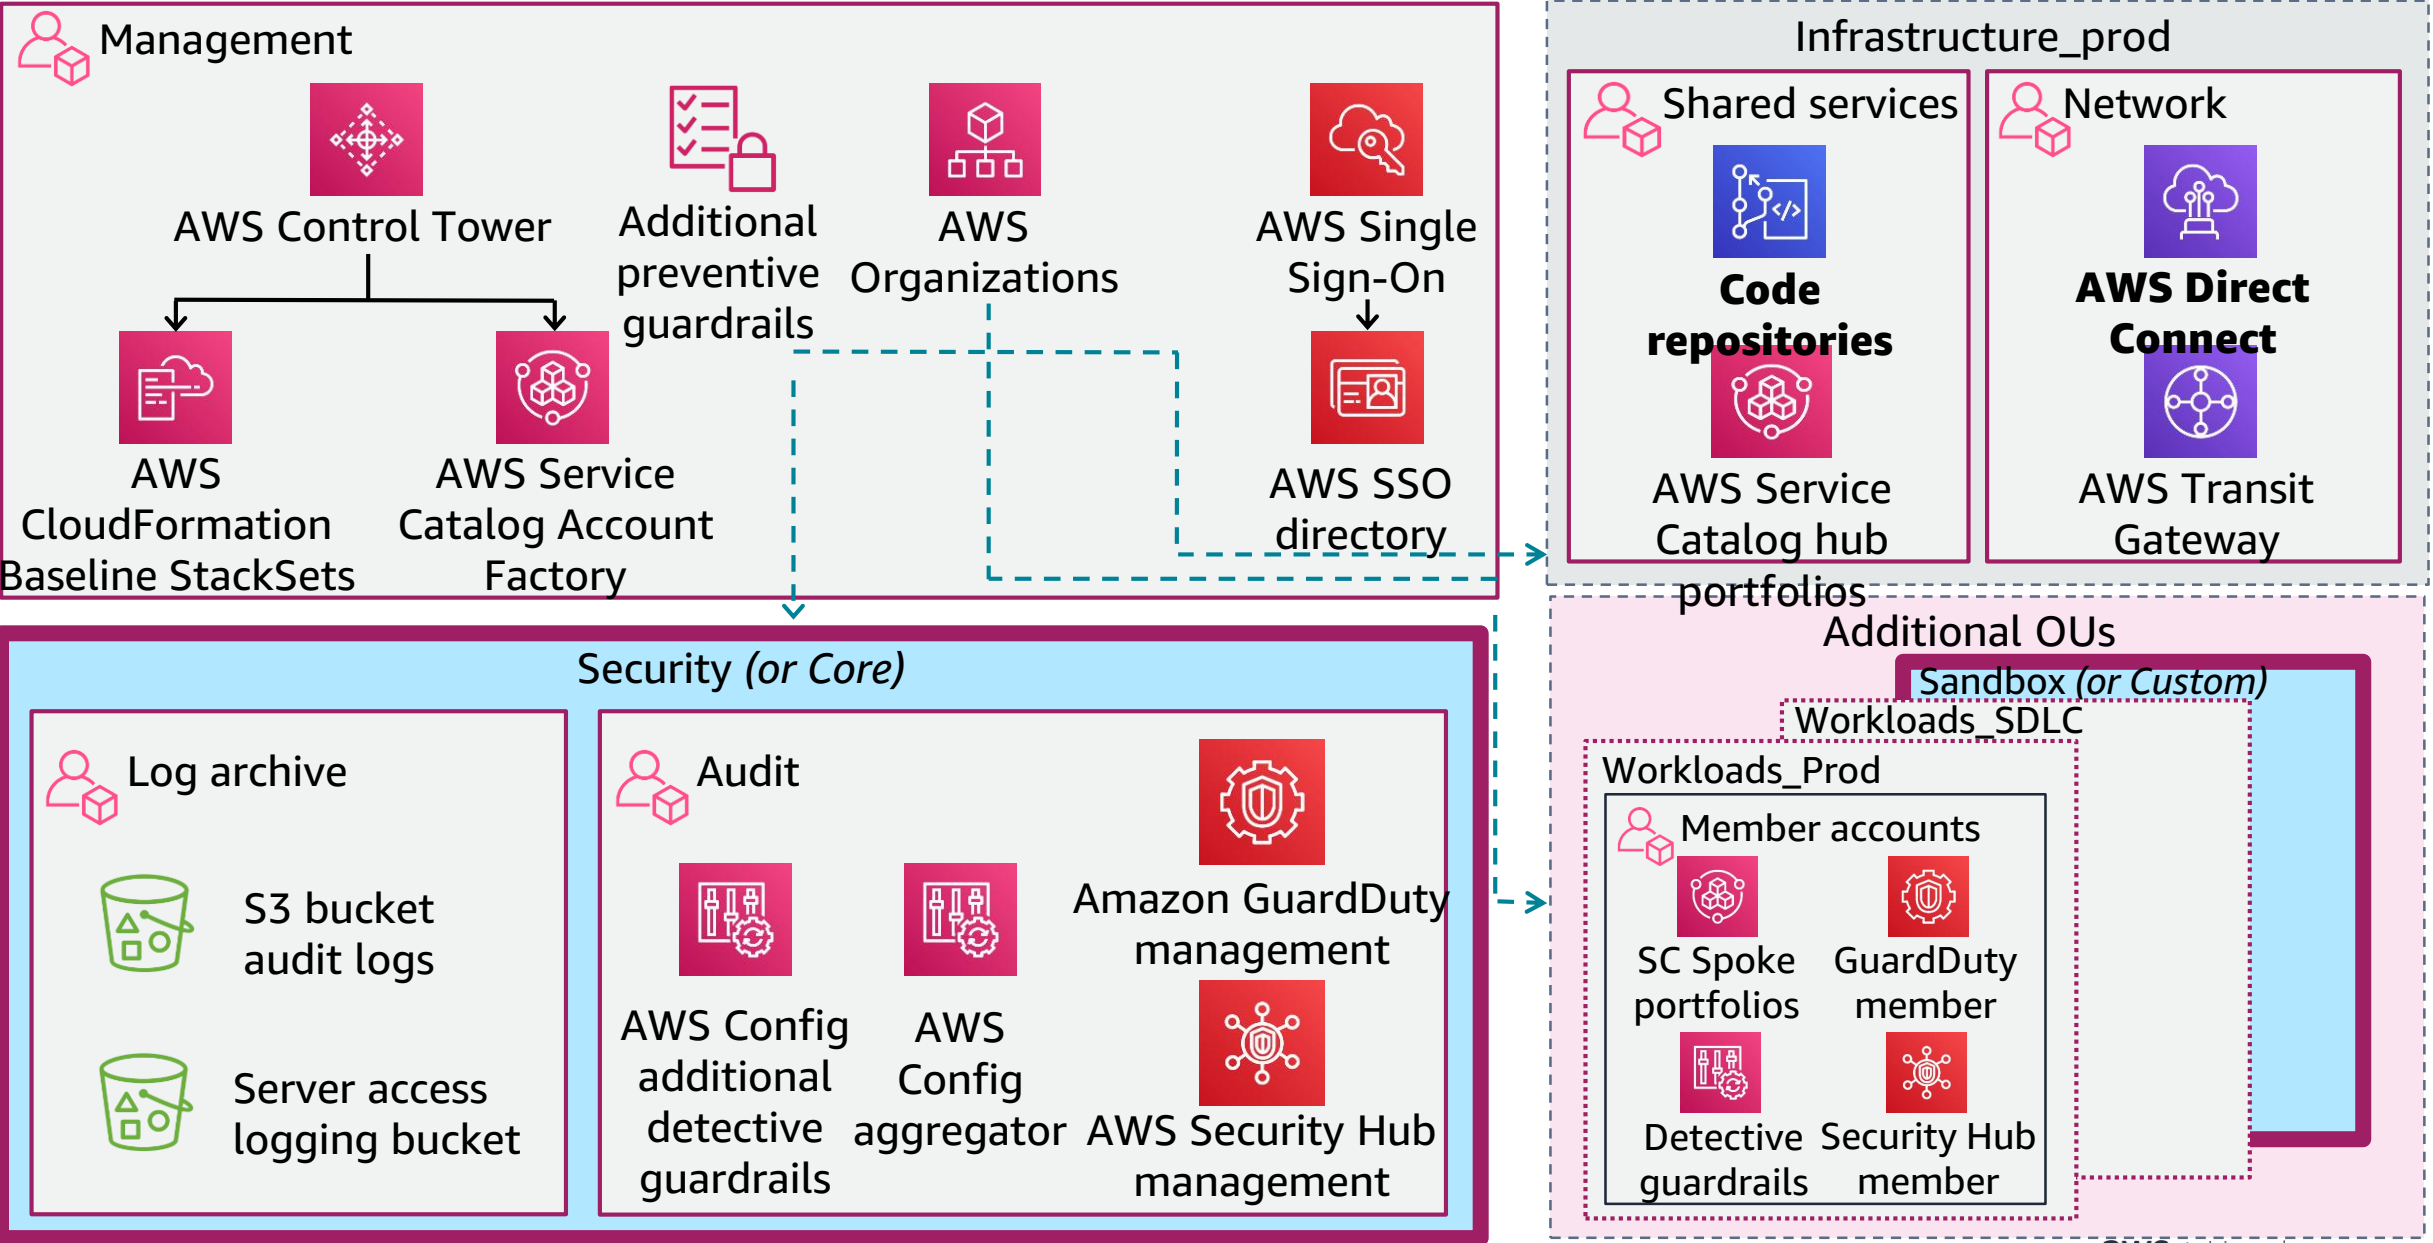 Management
AWS Control Tower
Additional
preventive
guardrails
AWS
Organizations
AWS Single
Sign-On
AWS
CloudFormation
Baseline StackSets
AWS Service
Catalog Account
Factory
AWS SSO
directory
Infrastructure_prod
Shared services
Code
repositories
AWS Service
Catalog hub
portfolios
Network
AWS Direct
Connect
AWS Transit
Gateway
Security (or Core)
Log archive
S3 bucket
audit logs
Server access
logging bucket
Audit
AWS Config
additional
detective
guardrails
AWS
Config
aggregator
Amazon GuardDuty
management
AWS Security Hub
management
Additional OUs
Sandbox (or Custom)
Workloads_SDLC
Workloads_Prod
Member accounts
SC Spoke
portfolios
GuardDuty
member
Detective
guardrails
Security Hub
member